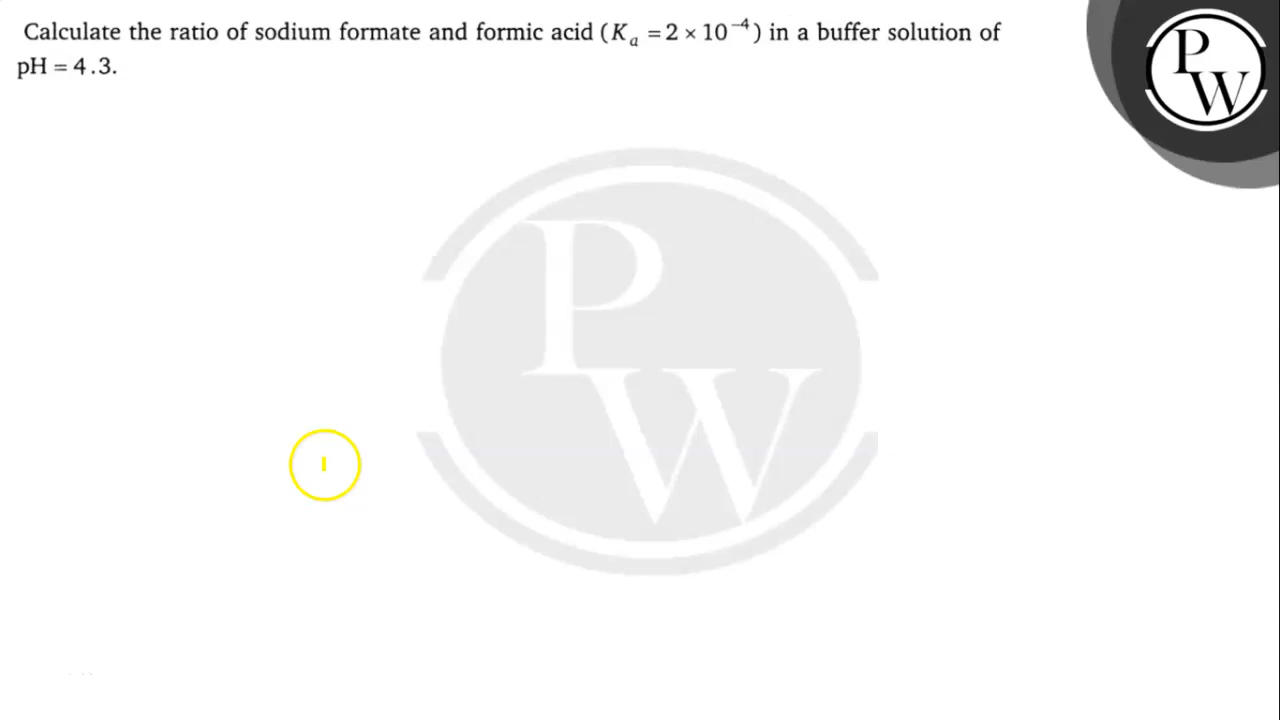 Calculate the ratio of sodium formate and formic acid (K_a = 2 × 10⁻⁴) in a buffer solution of
pH = 4.3.
P
W
P
W